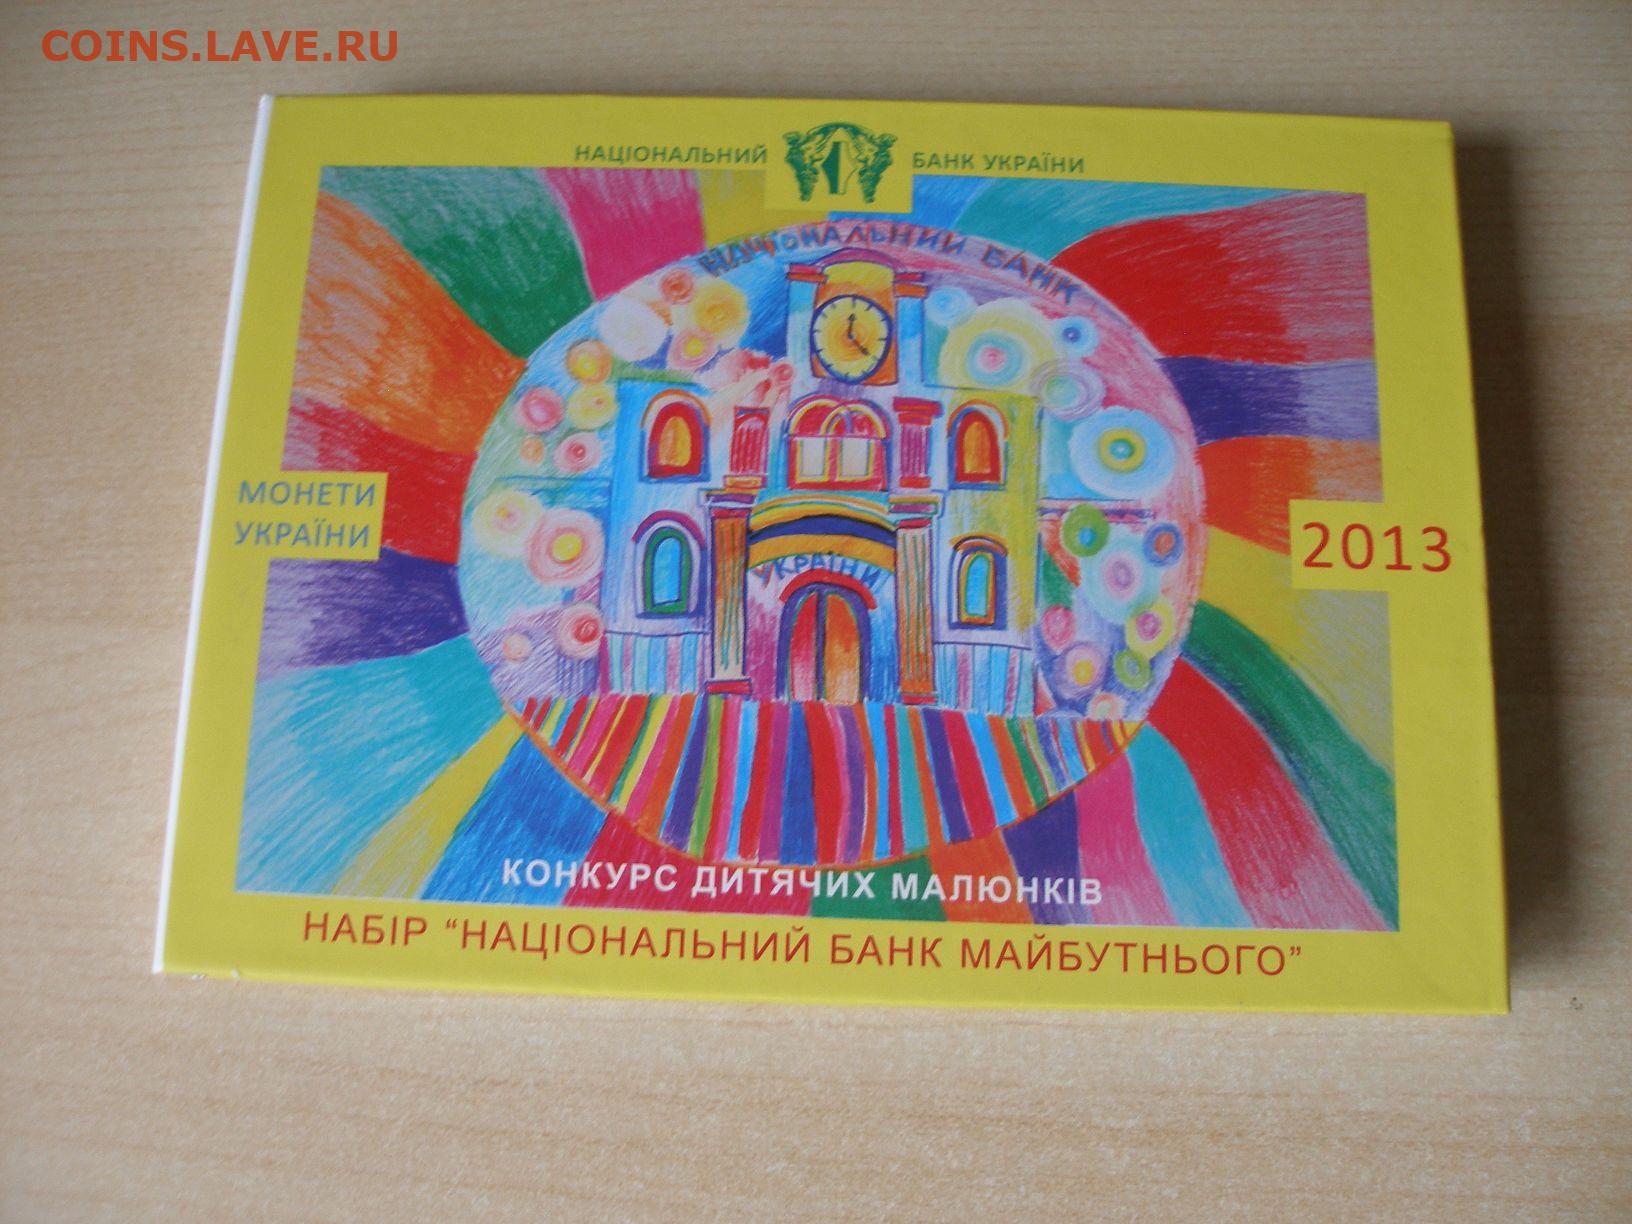 COINS.LAVE.RU
НАЦІОНАЛЬНИЙ БАНК УКРАЇНИ
НАЦІОНАЛЬНИЙ БАНК
УКРАЇНИ
МОНЕТИ
УКРАЇНИ
2013
КОНКУРС ДИТЯЧИХ МАЛЮНКІВ
НАБІР “НАЦІОНАЛЬНИЙ БАНК МАЙБУТНЬОГО”